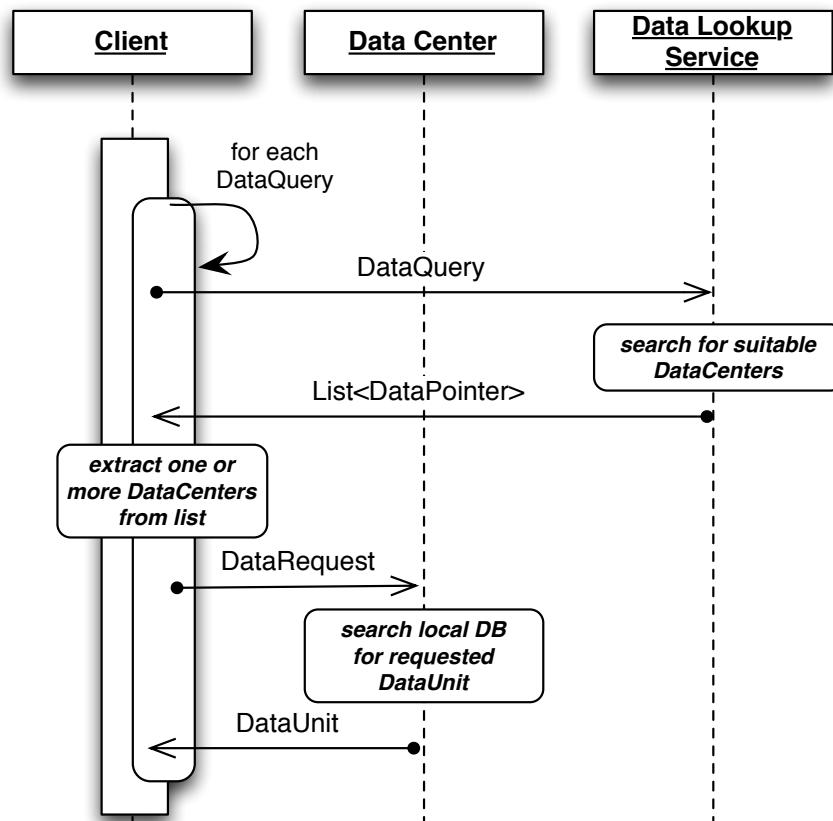 Client
Data Center
Data Lookup
Service
for each
DataQuery
DataQuery
search for suitable
DataCenters
List<DataPointer>
extract one or
more DataCenters
from list
DataRequest
search local DB
for requested
DataUnit
DataUnit